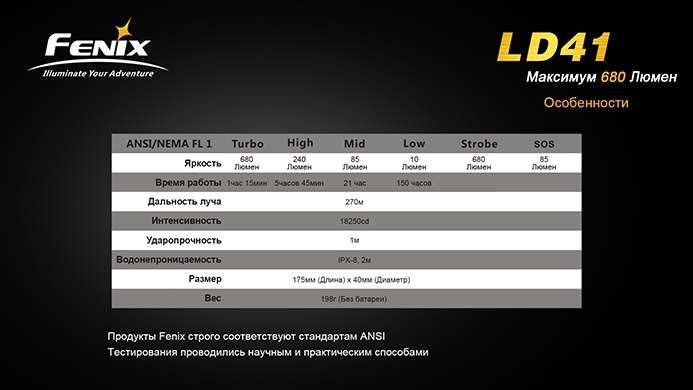 FENIX
Illuminate Your Adventure
LD41
Максимум 680 Люмен
Особенности
ANSI/NEMA FL 1 Turbo High Mid Low Strobe SOS
Яркость 680 Люмен 240 Люмен 85 Люмен 10 Люмен 680 Люмен 85 Люмен
Время работы 1час 15мин 5часов 45мин 21 час 150 часов
Дальность луча 270м
Интенсивность 18250cd
Ударопрочность 1м
Водонепроницаемость IPX-8, 2м
Размер 175мм (Длина) x 40мм (Диаметр)
Вес 198г (Без батареи)
Продукты Fenix строго соответствуют стандартам ANSI
Тестирования проводились научным и практическим способами